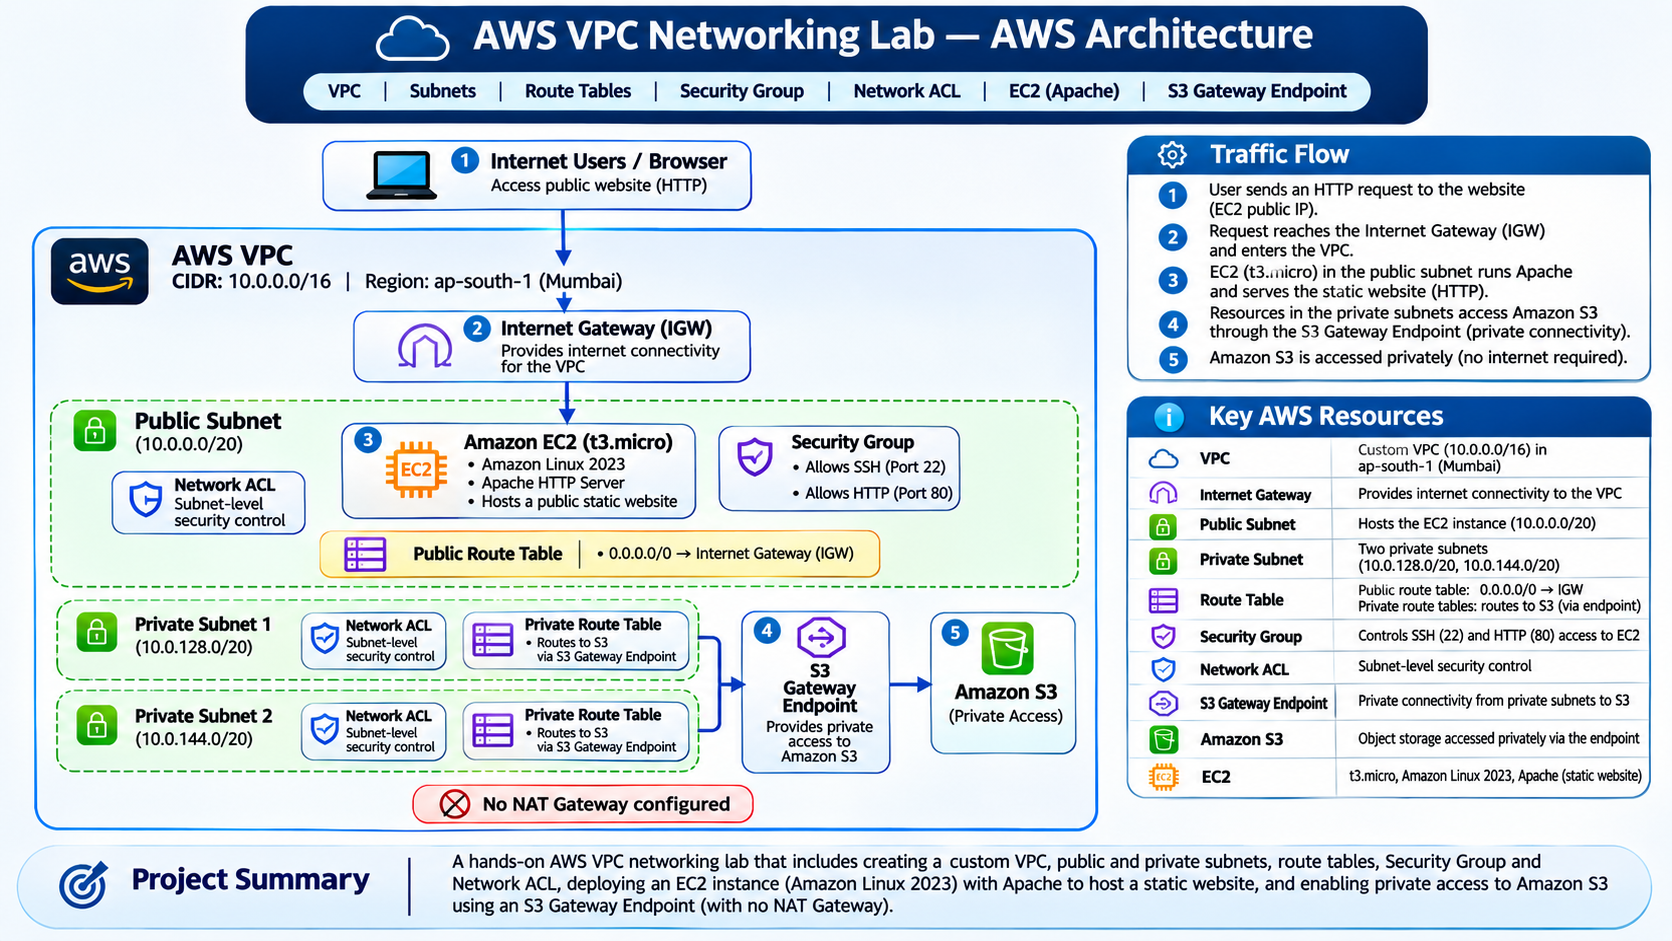 AWS VPC Networking Lab — AWS Architecture
VPC | Subnets | Route Tables | Security Group | Network ACL | EC2 (Apache) | S3 Gateway Endpoint
1 Internet Users / Browser
Access public website (HTTP)
aws
AWS VPC
CIDR: 10.0.0.0/16 | Region: ap-south-1 (Mumbai)
2 Internet Gateway (IGW)
Provides internet connectivity
for the VPC
Public Subnet
(10.0.0.0/20)
Network ACL
Subnet-level
security control
3 Amazon EC2 (t3.micro)
EC2
• Amazon Linux 2023
• Apache HTTP Server
• Hosts a public static website
Security Group
• Allows SSH (Port 22)
• Allows HTTP (Port 80)
Public Route Table | • 0.0.0.0/0 → Internet Gateway (IGW)
Private Subnet 1
(10.0.128.0/20)
Network ACL
Subnet-level
security control
Private Route Table
• Routes to S3
via S3 Gateway Endpoint
Private Subnet 2
(10.0.144.0/20)
Network ACL
Subnet-level
security control
Private Route Table
• Routes to S3
via S3 Gateway Endpoint
4
S3
Gateway
Endpoint
Provides private
access to
Amazon S3
5
Amazon S3
(Private Access)
No NAT Gateway configured
Traffic Flow
1 User sends an HTTP request to the website
(EC2 public IP).
2 Request reaches the Internet Gateway (IGW)
and enters the VPC.
3 EC2 (t3.micro) in the public subnet runs Apache
and serves the static website (HTTP).
4 Resources in the private subnets access Amazon S3
through the S3 Gateway Endpoint (private connectivity).
5 Amazon S3 is accessed privately (no internet required).
i Key AWS Resources
VPC Custom VPC (10.0.0.0/16) in
ap-south-1 (Mumbai)
Internet Gateway Provides internet connectivity to the VPC
Public Subnet Hosts the EC2 instance (10.0.0.0/20)
Private Subnet Two private subnets
(10.0.128.0/20, 10.0.144.0/20)
Route Table Public route table: 0.0.0.0/0 → IGW
Private route tables: routes to S3 (via endpoint)
Security Group Controls SSH (22) and HTTP (80) access to EC2
Network ACL Subnet-level security control
S3 Gateway Endpoint Private connectivity from private subnets to S3
Amazon S3 Object storage accessed privately via the endpoint
EC2 EC2 t3.micro, Amazon Linux 2023, Apache (static website)
Project Summary
A hands-on AWS VPC networking lab that includes creating a custom VPC, public and private subnets, route tables, Security Group and
Network ACL, deploying an EC2 instance (Amazon Linux 2023) with Apache to host a static website, and enabling private access to Amazon S3
using an S3 Gateway Endpoint (with no NAT Gateway).